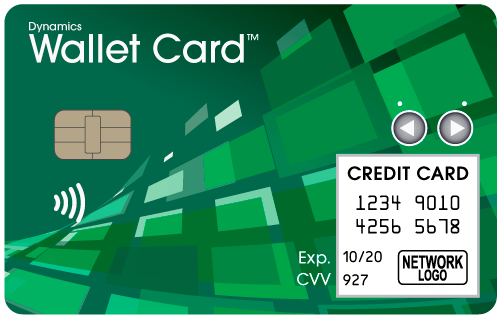 Dynamics
Wallet Card™
CREDIT CARD
1234 9010
4256 5678
Exp. 10/20
CVV 927
NETWORK
LOGO